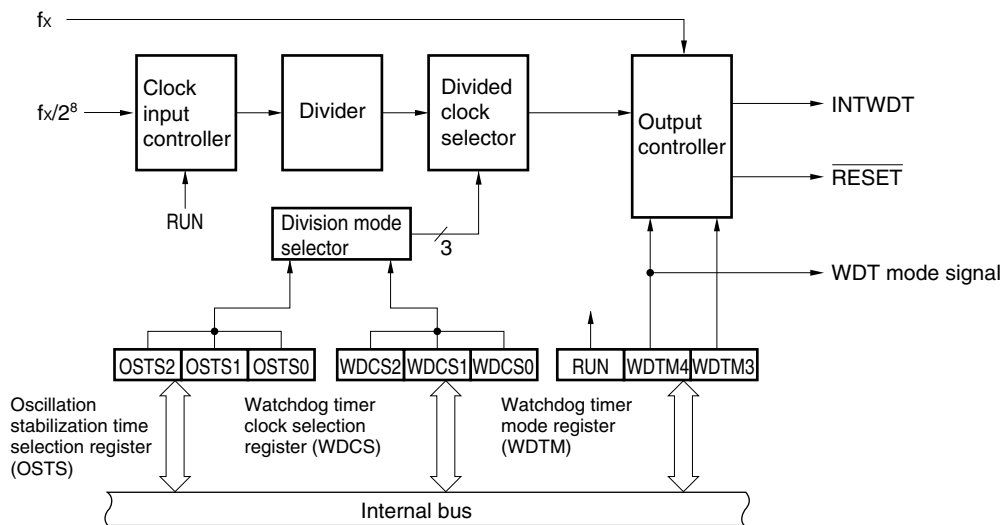 fX
Clock
input
controller
Divider
Divided
clock
selector
Output
controller
fX/2⁸
INTWDT
RESET
RUN
Division mode
selector
3
WDT mode signal
OSTS2 OSTS1 OSTS0
WDCS2 WDCS1 WDCS0
RUN WDTM4 WDTM3
Oscillation
stabilization time
selection register
(OSTS)
Watchdog timer
clock selection
register (WDCS)
Watchdog timer
mode register
(WDTM)
Internal bus